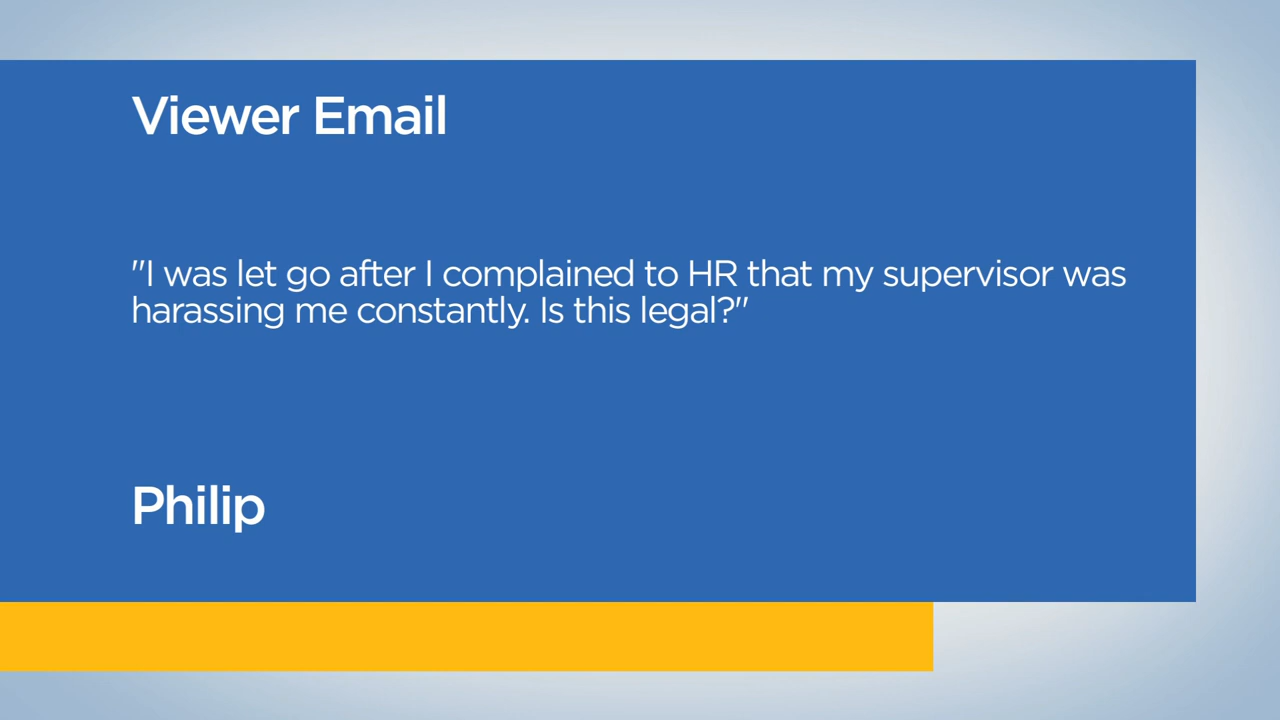 Viewer Email
"I was let go after I complained to HR that my supervisor was
harassing me constantly. Is this legal?"
Philip